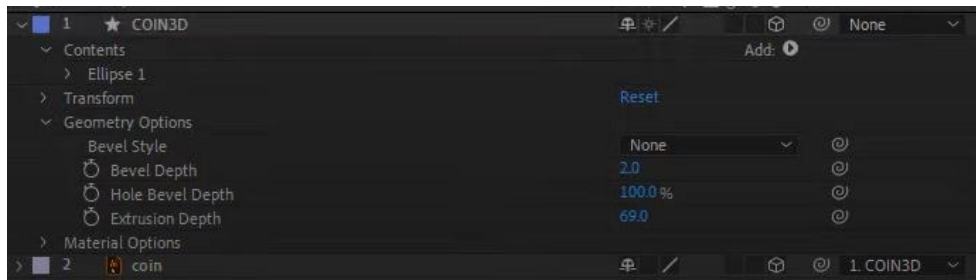 1 COIN3D None
Contents Add:
Ellipse 1
Transform Reset
Geometry Options
Bevel Style None
Bevel Depth 2.0
Hole Bevel Depth 100.0 %
Extrusion Depth 69.0
Material Options
2 coin 1. COIN3D